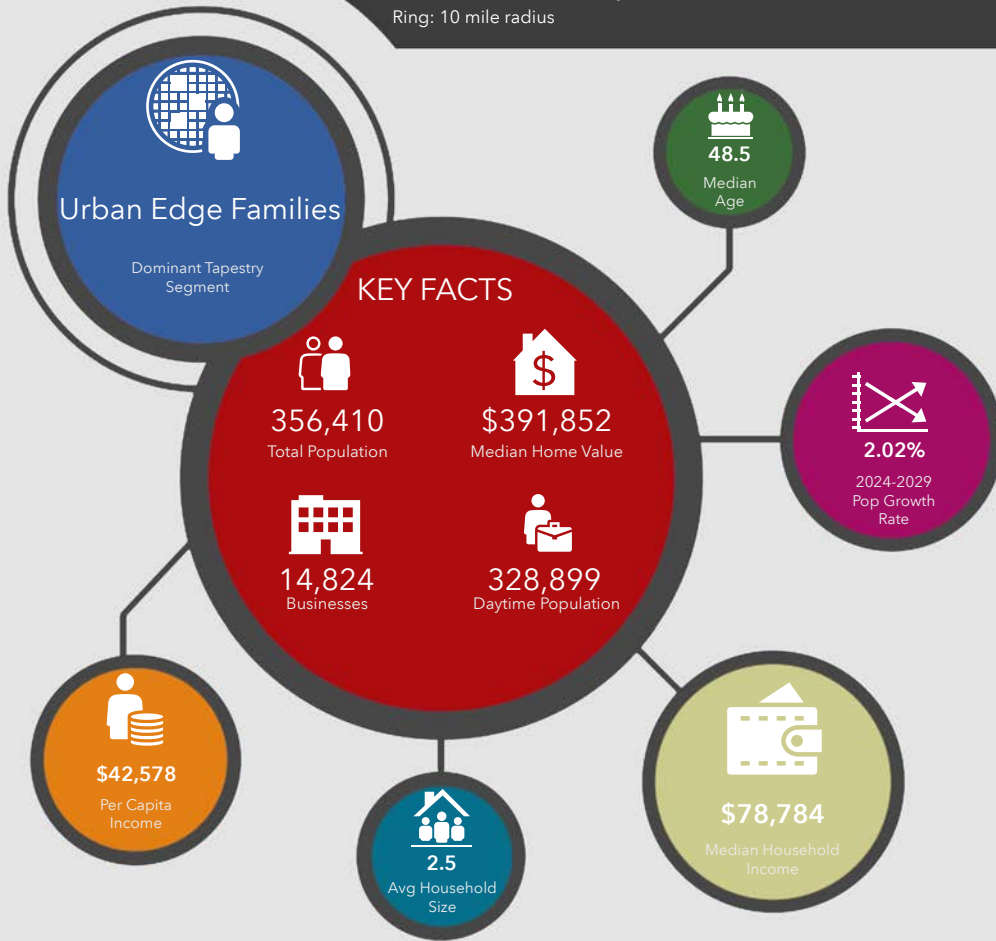 Ring: 10 mile radius
Urban Edge Families
Dominant Tapestry
Segment
KEY FACTS
356,410
Total Population
$391,852
Median Home Value
14,824
Businesses
328,899
Daytime Population
48.5
Median
Age
2.02%
2024-2029
Pop Growth
Rate
$42,578
Per Capita
Income
2.5
Avg Household
Size
$78,784
Median Household
Income